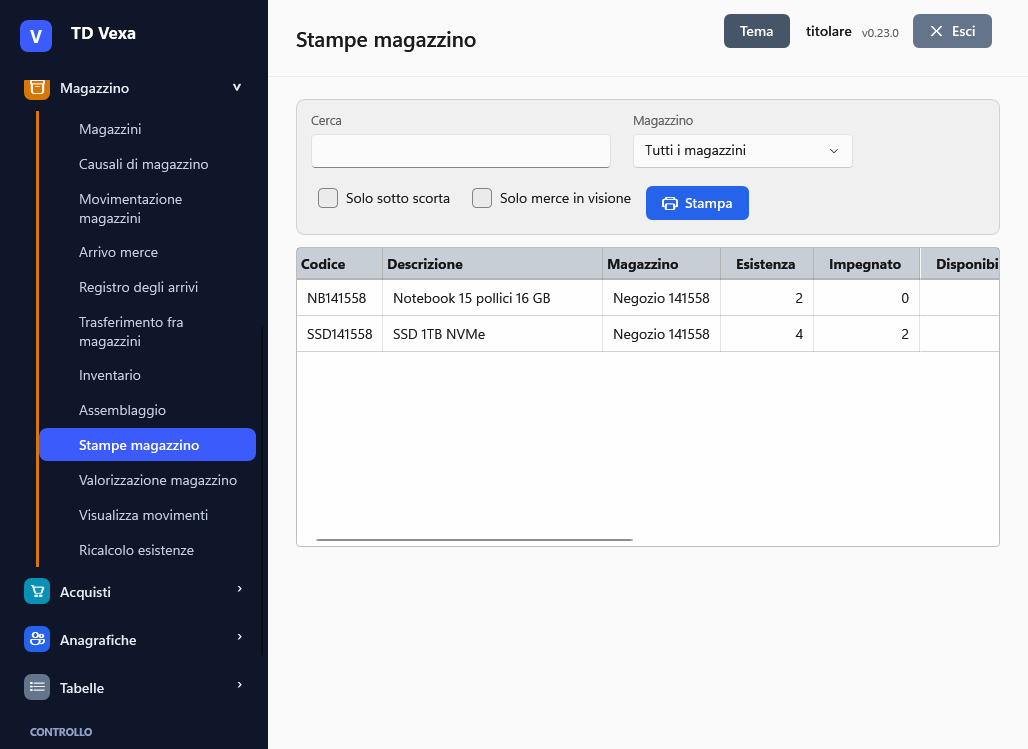 V TD Vexa
Magazzino
Magazzini
Causali di magazzino
Movimentazione
magazzini
Arrivo merce
Registro degli arrivi
Trasferimento fra
magazzini
Inventario
Assemblaggio
Stampe magazzino
Valorizzazione magazzino
Visualizza movimenti
Ricalcolo esistenze
Acquisti
Anagrafiche
Tabelle
CONTROLLO
Stampe magazzino
Tema titolare v0.23.0 Esci
Cerca Magazzino
Tutti i magazzini
Solo sotto scorta Solo merce in visione Stampa
Codice Descrizione Magazzino Esistenza Impegnato Disponibi
NB141558 Notebook 15 pollici 16 GB Negozio 141558 2 0
SSD141558 SSD 1TB NVMe Negozio 141558 4 2